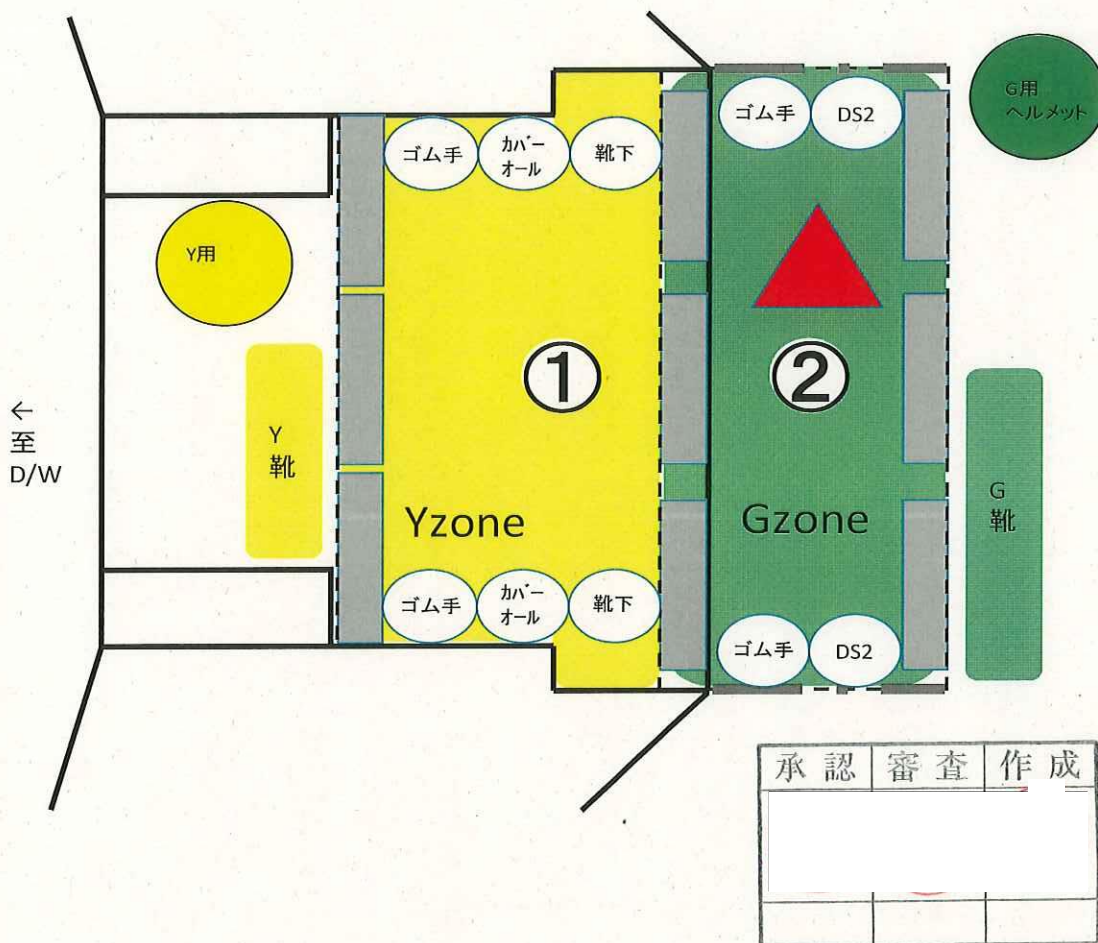 G用
ヘルメット
ゴム手
カバー
オール
靴下
ゴム手
DS2
Y用
①
②
←
至
D/W
Y
靴
G
靴
Yzone
Gzone
ゴム手
カバー
オール
靴下
ゴム手
DS2
承認
審査
作成